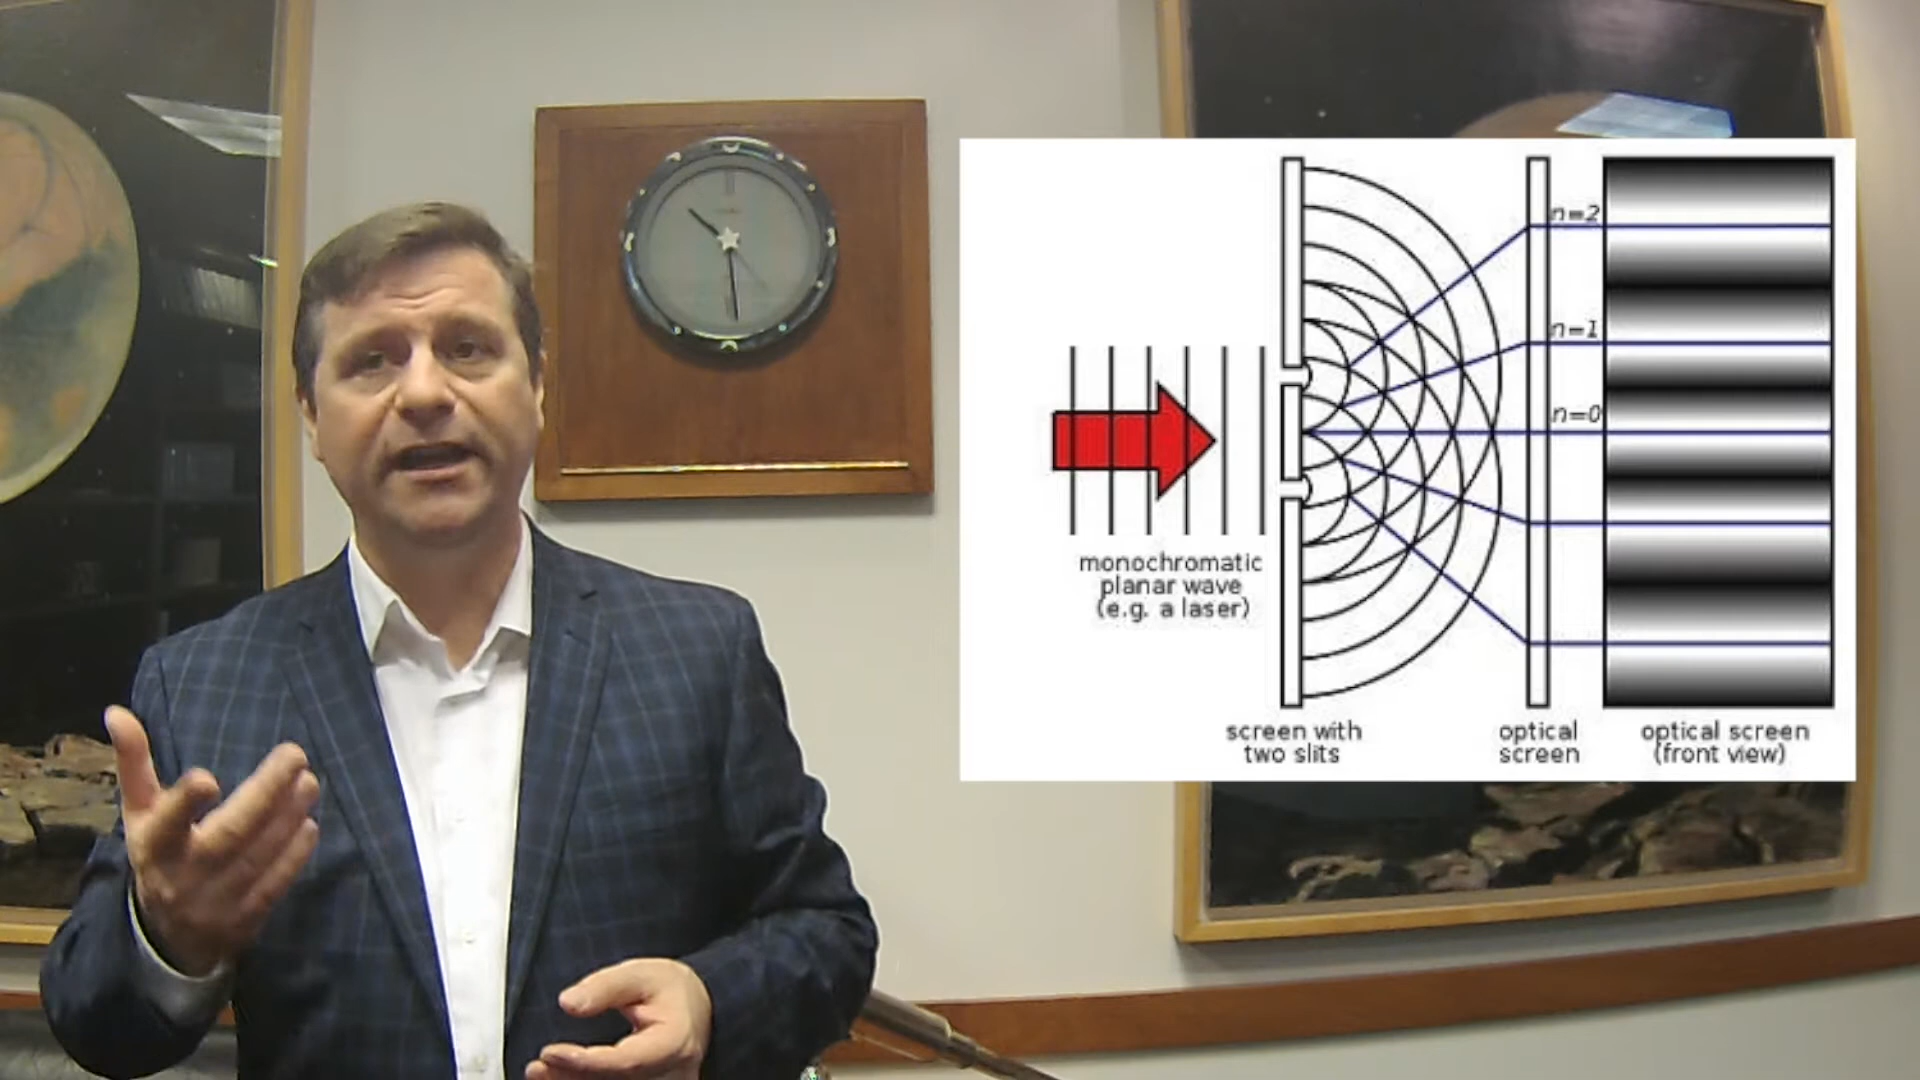 n=2
n=1
n=0
monochromatic
planar wave
(e.g. a laser)
screen with
two slits
optical
screen
optical screen
(front view)